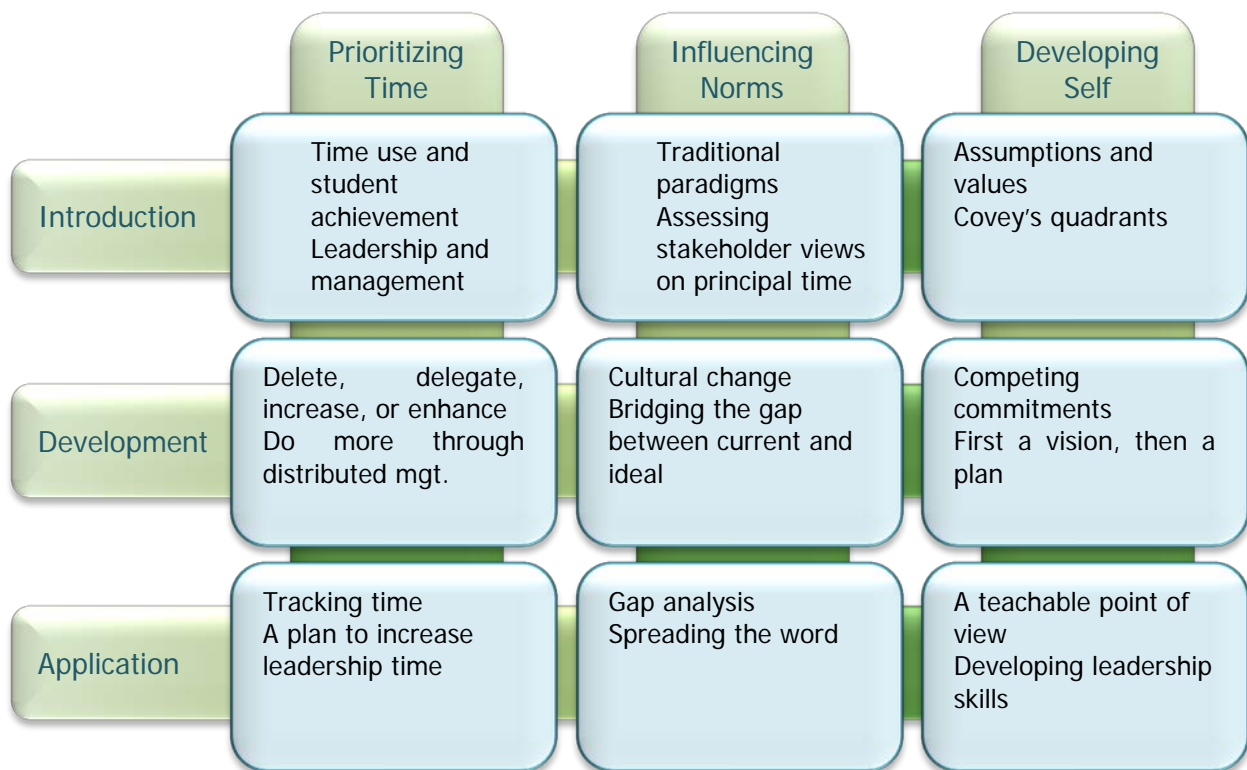 Prioritizing
Time
Influencing
Norms
Developing
Self
Introduction
Time use and
student
achievement
Leadership and
management
Traditional
paradigms
Assessing
stakeholder views
on principal time
Assumptions and
values
Covey's quadrants
Development
Delete, delegate,
increase, or enhance
Do more through
distributed mgt.
Cultural change
Bridging the gap
between current and
ideal
Competing
commitments
First a vision, then a
plan
Application
Tracking time
A plan to increase
leadership time
Gap analysis
Spreading the word
A teachable point of
view
Developing leadership
skills